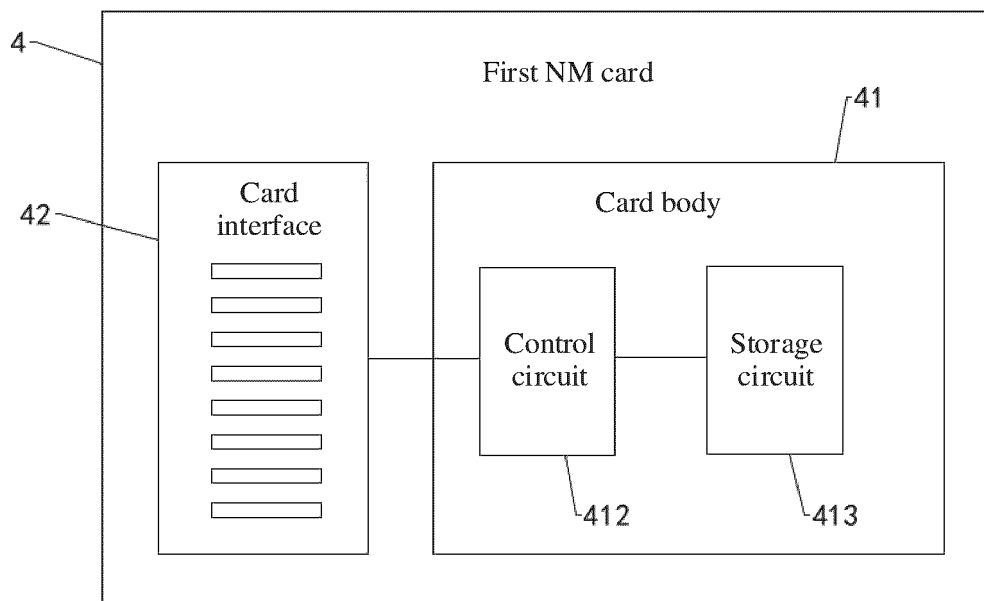 4
First NM card
41
42
Card
interface
Card body
Control
circuit
Storage
circuit
412
413